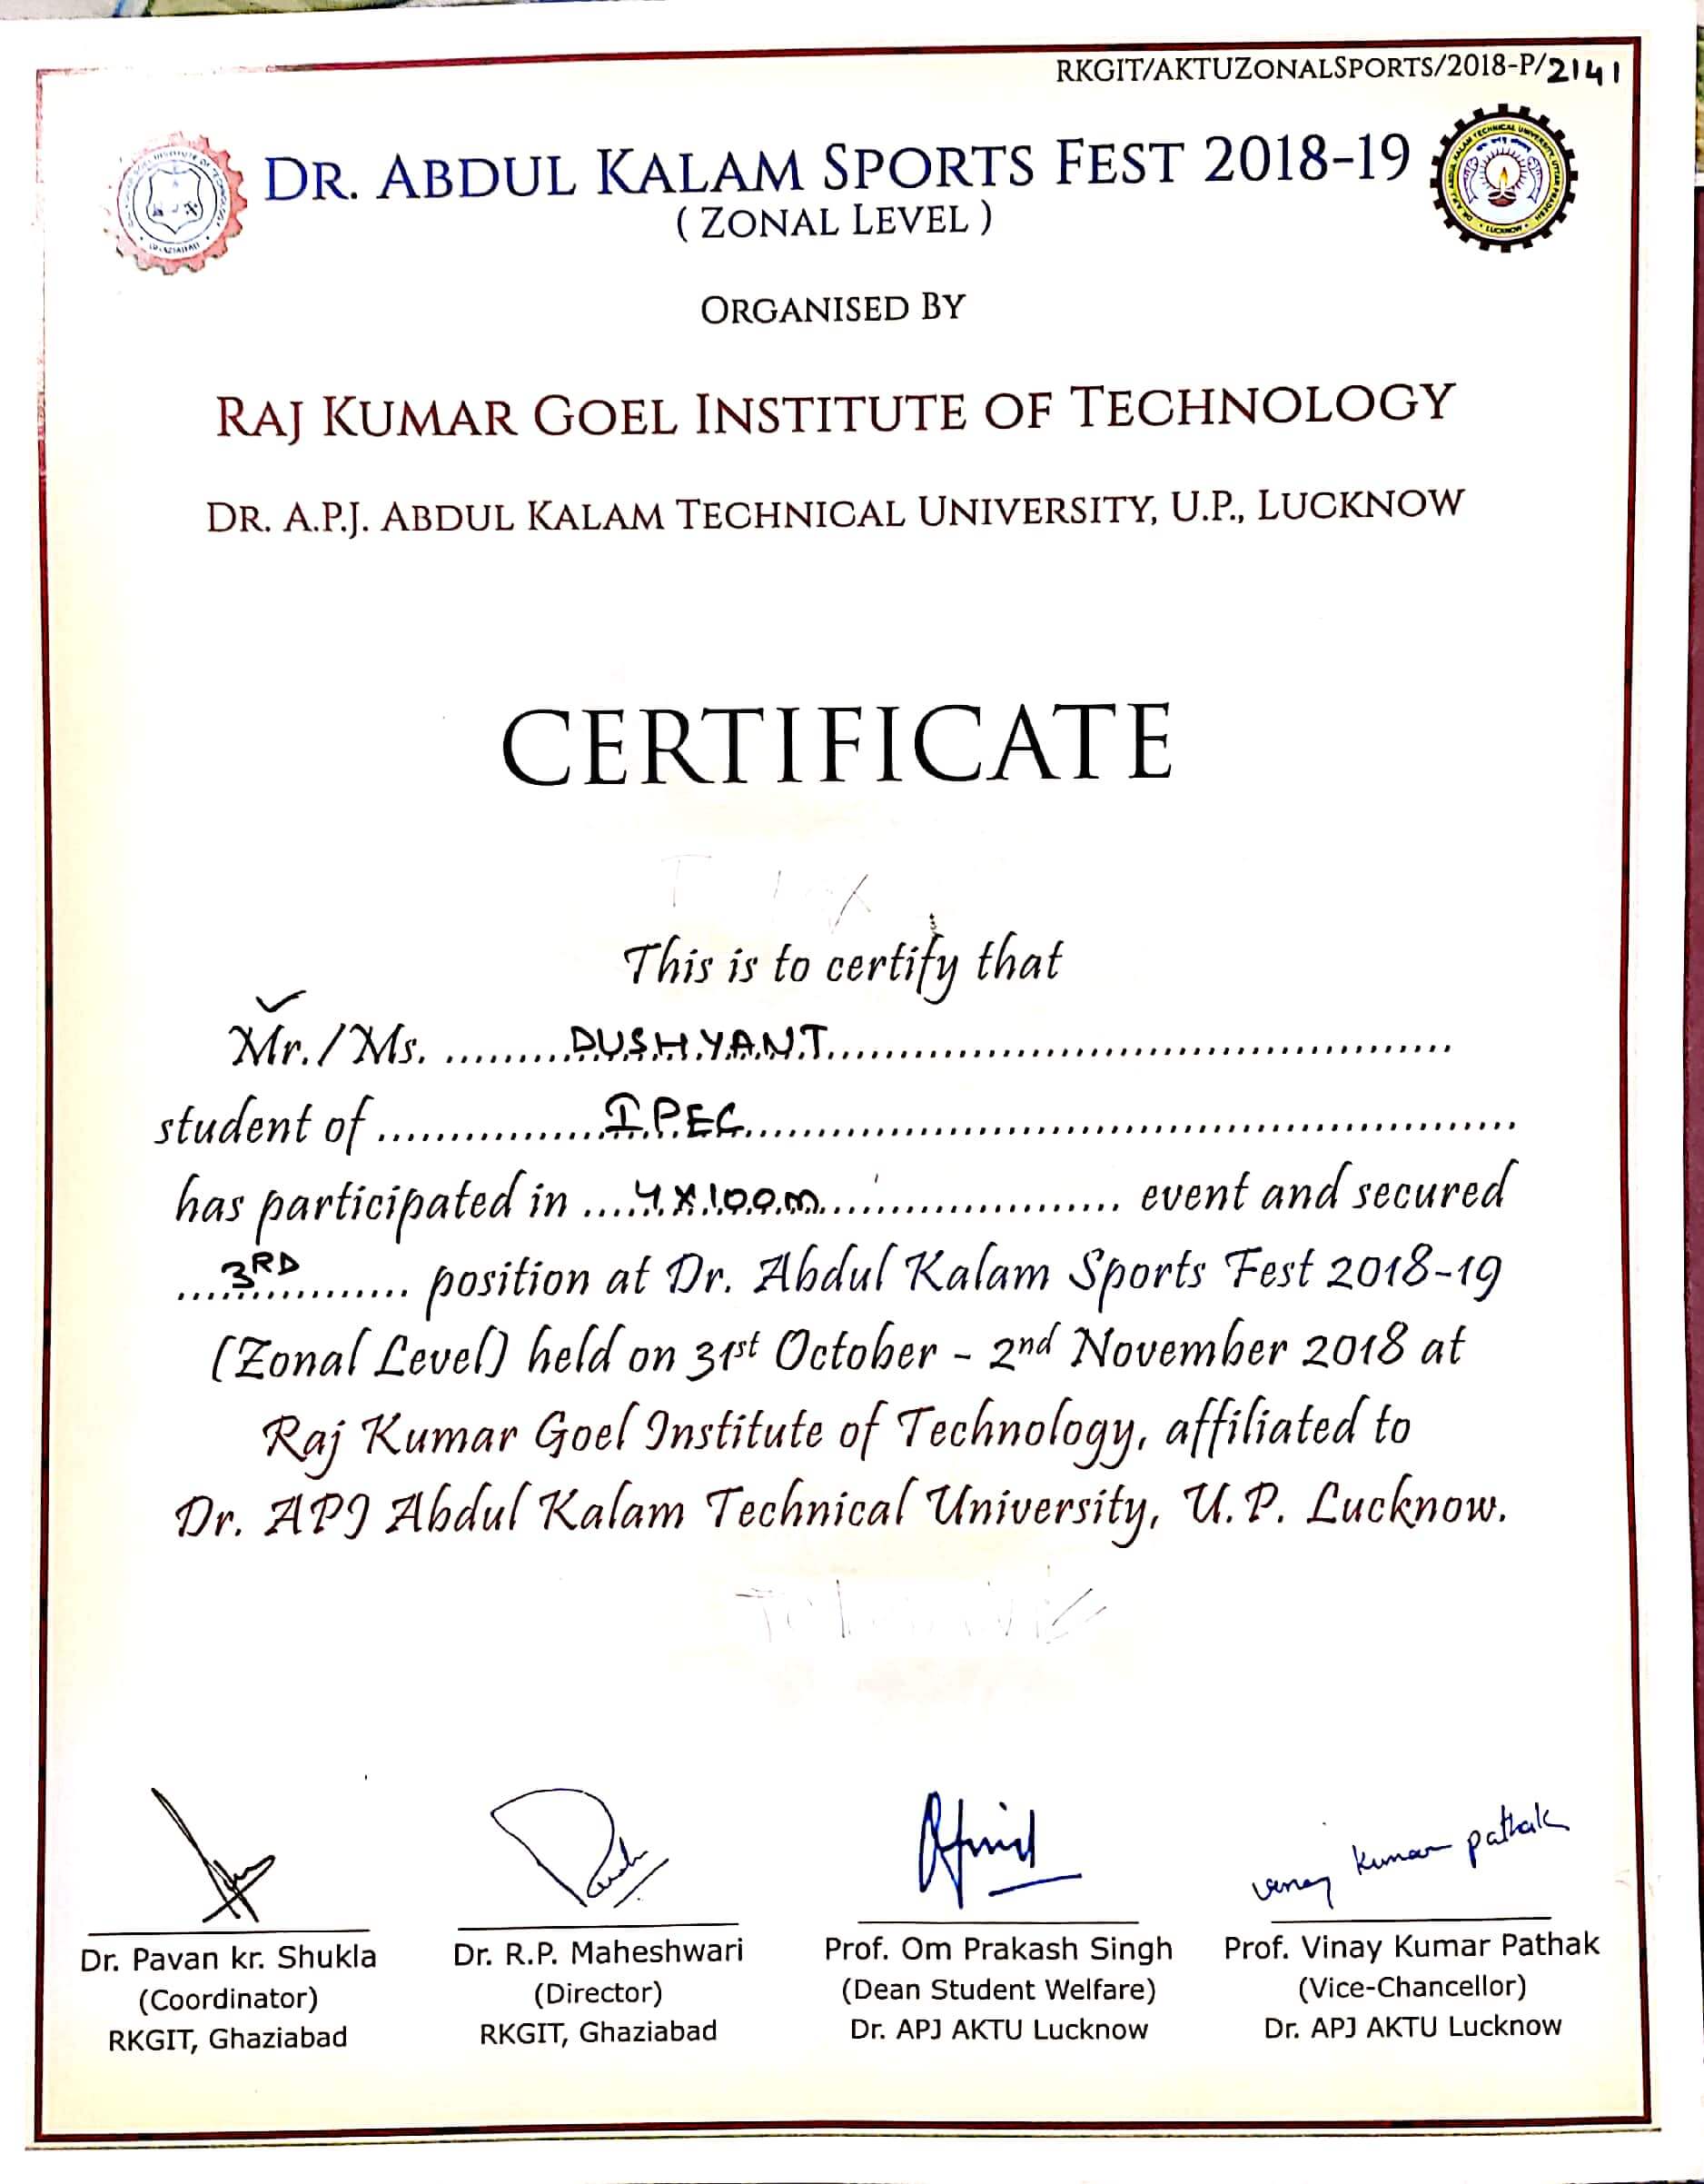 RKGIT/AKTUZONALSPORTS/2018-P/2141
DR. ABDUL KALAM SPORTS FEST 2018-19
( ZONAL LEVEL )
ORGANISED BY
RAJ KUMAR GOEL INSTITUTE OF TECHNOLOGY
DR. A.P.J. ABDUL KALAM TECHNICAL UNIVERSITY, U.P., LUCKNOW
CERTIFICATE
This is to certify that
Mr./Ms. DUSHYANT
student of IPEC
has participated in 4x100m event and secured
3RD position at Dr. Abdul Kalam Sports Fest 2018-19
(Zonal Level) held on 31st October - 2nd November 2018 at
Raj Kumar Goel Institute of Technology, affiliated to
Dr. APJ Abdul Kalam Technical University, U.P. Lucknow.
vinay kumar pathak
Dr. Pavan kr. Shukla
(Coordinator)
RKGIT, Ghaziabad
Dr. R.P. Maheshwari
(Director)
RKGIT, Ghaziabad
Prof. Om Prakash Singh
(Dean Student Welfare)
Dr. APJ AKTU Lucknow
Prof. Vinay Kumar Pathak
(Vice-Chancellor)
Dr. APJ AKTU Lucknow